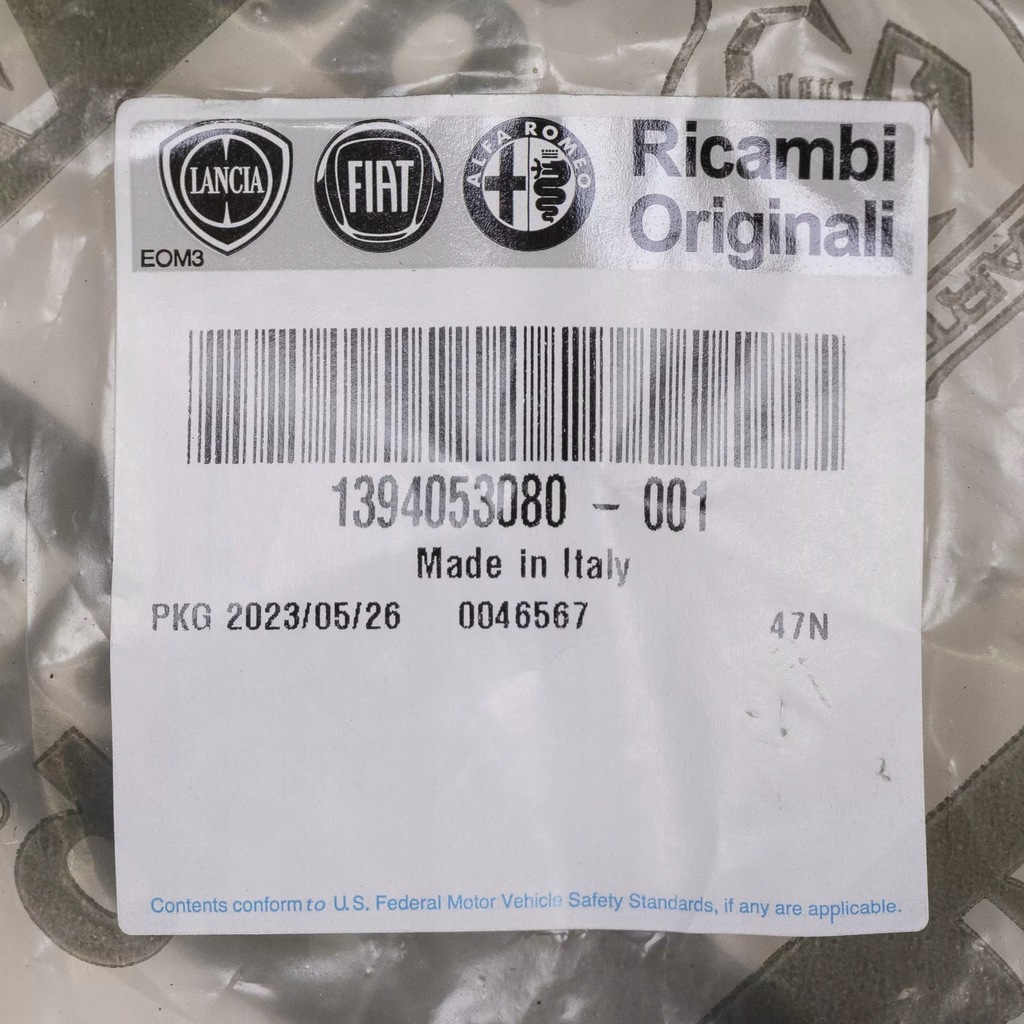 LANCIA
FIAT
ALFA ROMEO
Ricambi
Originali
EOM3
1394053080 - 001
Made in Italy
PKG 2023/05/26 0046567 47N
Contents conform to U.S. Federal Motor Vehicle Safety Standards, if any are applicable.